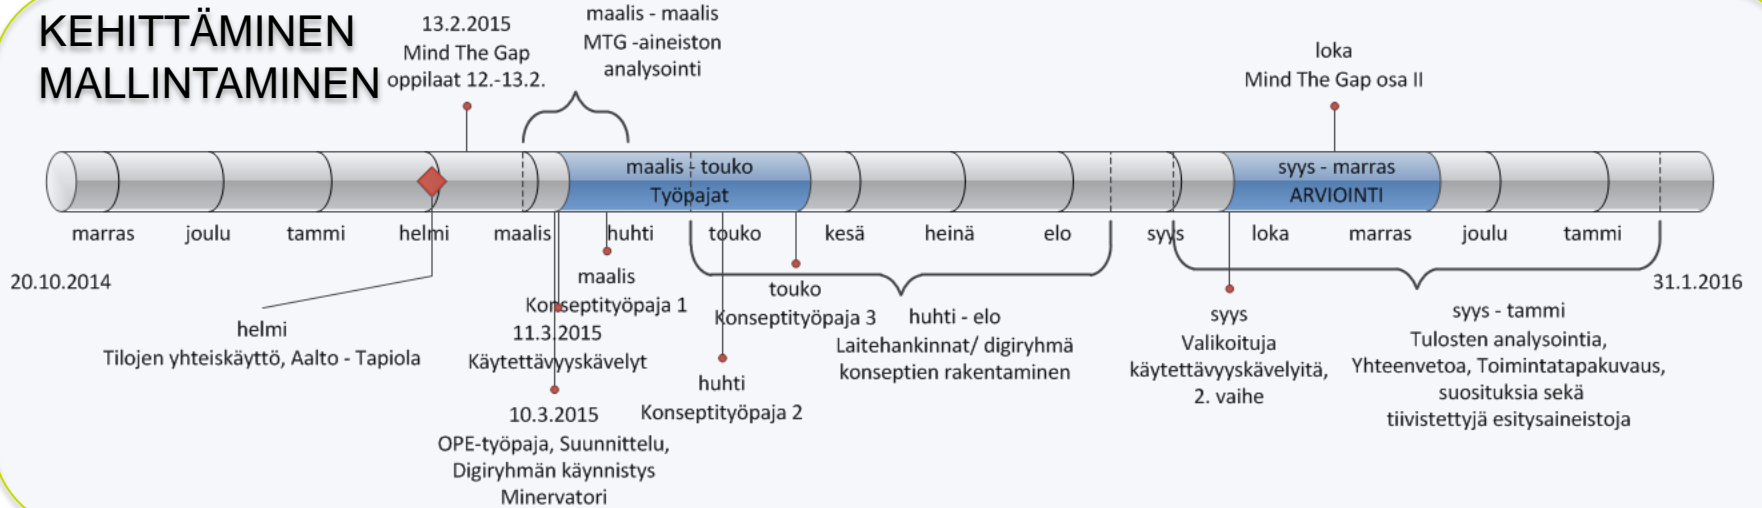 KEHITTÄMINEN
MALLINTAMINEN
13.2.2015
Mind The Gap
oppilaat 12.-13.2.
maalis - maalis
MTG -aineiston
analysointi
loka
Mind The Gap osa II
maalis - touko
Työpajat
syys - marras
ARVIOINTI
marras
joulu
tammi
helmi
maalis
huhti
touko
kesä
heinä
elo
syys
loka
marras
joulu
tammi
20.10.2014
31.1.2016
helmi
Tilojen yhteiskäyttö, Aalto - Tapiola
maalis
Konseptityöpaja 1
11.3.2015
Käytettävyyskävelyt
10.3.2015
OPE-työpaja, Suunnittelu,
Digiryhmän käynnistys
Minervatori
huhti
Konseptityöpaja 2
touko
Konseptityöpaja 3
huhti - elo
Laitehankinnat/ digiryhmä
konseptien rakentaminen
syys
Valikoituja
käytettävyyskävelyitä,
2. vaihe
syys - tammi
Tulosten analysointia,
Yhteenvetoa, Toimintatapakuvaus,
suosituksia sekä
tiivistettyjä esitysaineistoja